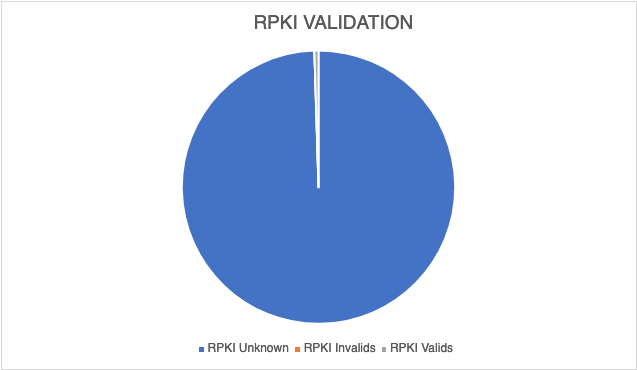 RPKI VALIDATION
RPKI Unknown RPKI Invalids RPKI Valids